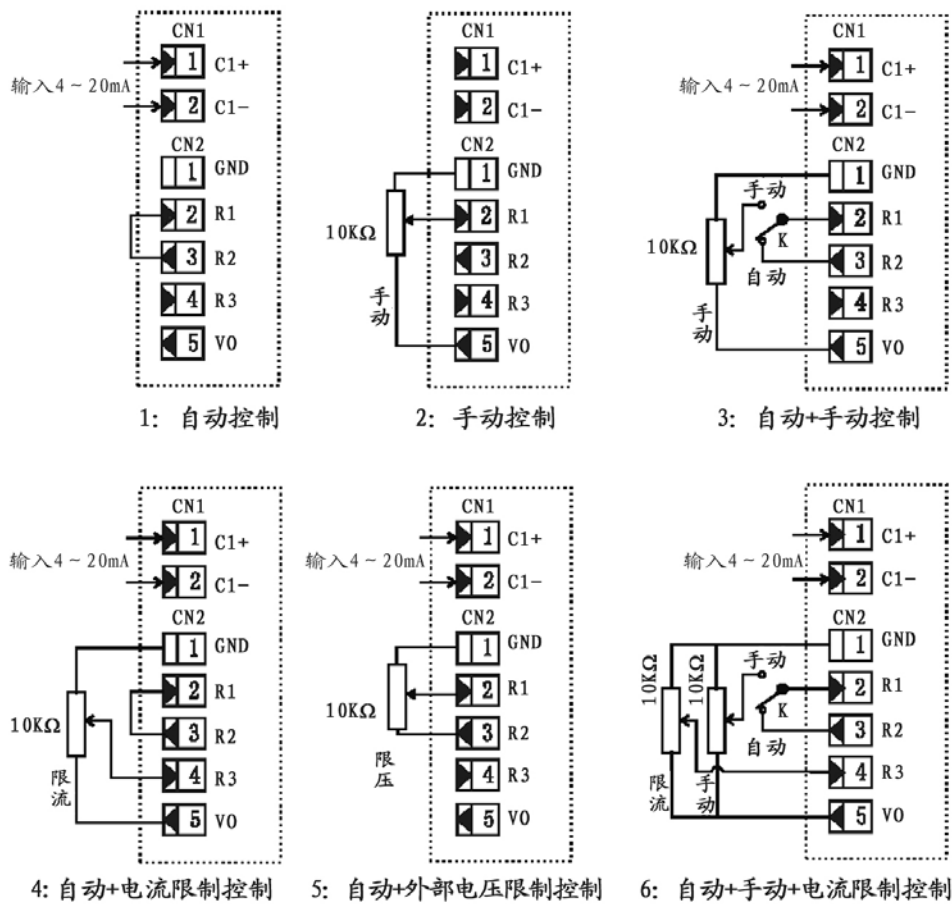 CN1
1 C1+
输入4～20mA
2 C1-
CN2
1 GND
2 R1
3 R2
4 R3
5 VO
1: 自动控制
CN1
1 C1+
2 C1-
CN2
1 GND
2 R1
10KΩ
3 R2
手动
4 R3
5 VO
2: 手动控制
CN1
1 C1+
输入4～20mA
2 C1-
CN2
1 GND
手动
2 R1
10KΩ
K
3 R2
自动
手动
4 R3
5 VO
3: 自动+手动控制
CN1
1 C1+
输入4～20mA
2 C1-
CN2
1 GND
2 R1
10KΩ
3 R2
限流
4 R3
5 VO
4: 自动+电流限制控制
CN1
1 C1+
输入4～20mA
2 C1-
CN2
1 GND
2 R1
10KΩ
3 R2
限压
4 R3
5 VO
5: 自动+外部电压限制控制
CN1
1 C1+
输入4～20mA
2 C1-
CN2
1 GND
10KΩ
10KΩ
手动
2 R1
K
3 R2
自动
限流
手动
4 R3
5 VO
6: 自动+手动+电流限制控制